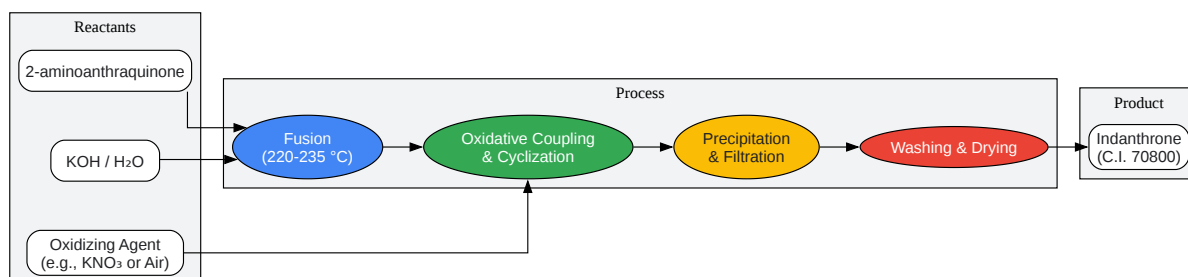 Reactants
2-aminoanthraquinone
KOH / H₂O
Oxidizing Agent
(e.g., KNO₃ or Air)
Process
Fusion
(220-235 °C)
Oxidative Coupling
& Cyclization
Precipitation
& Filtration
Washing & Drying
Product
Indanthrone
(C.I. 70800)